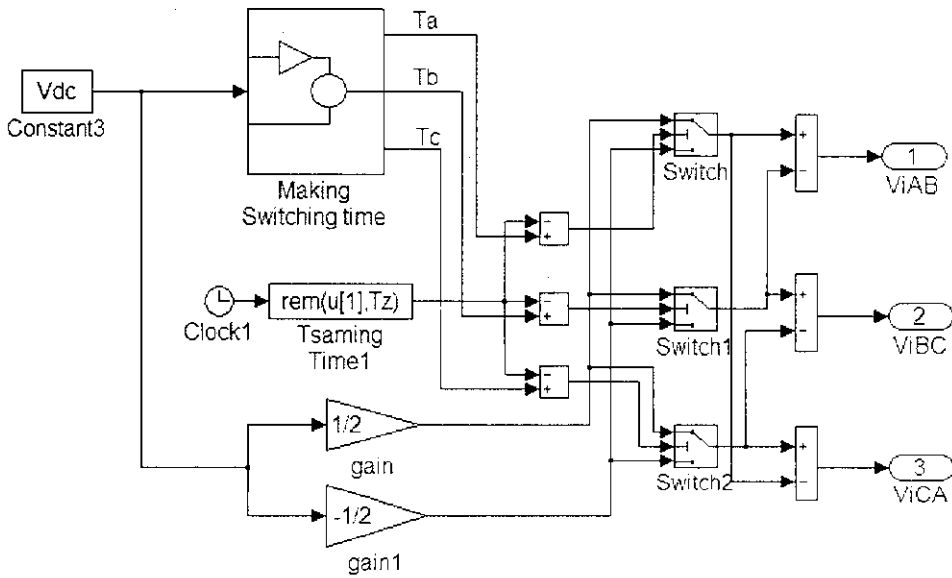 Ta
Vdc
Tb
Constant3
Tc
Making
Switching time
+
−
1
ViAB
Switch
−
+
Clock1
rem(u[1],Tz)
Tsaming
Time1
−
+
Switch1
+
−
2
ViBC
−
+
1/2
gain
Switch2
+
−
3
ViCA
-1/2
gain1